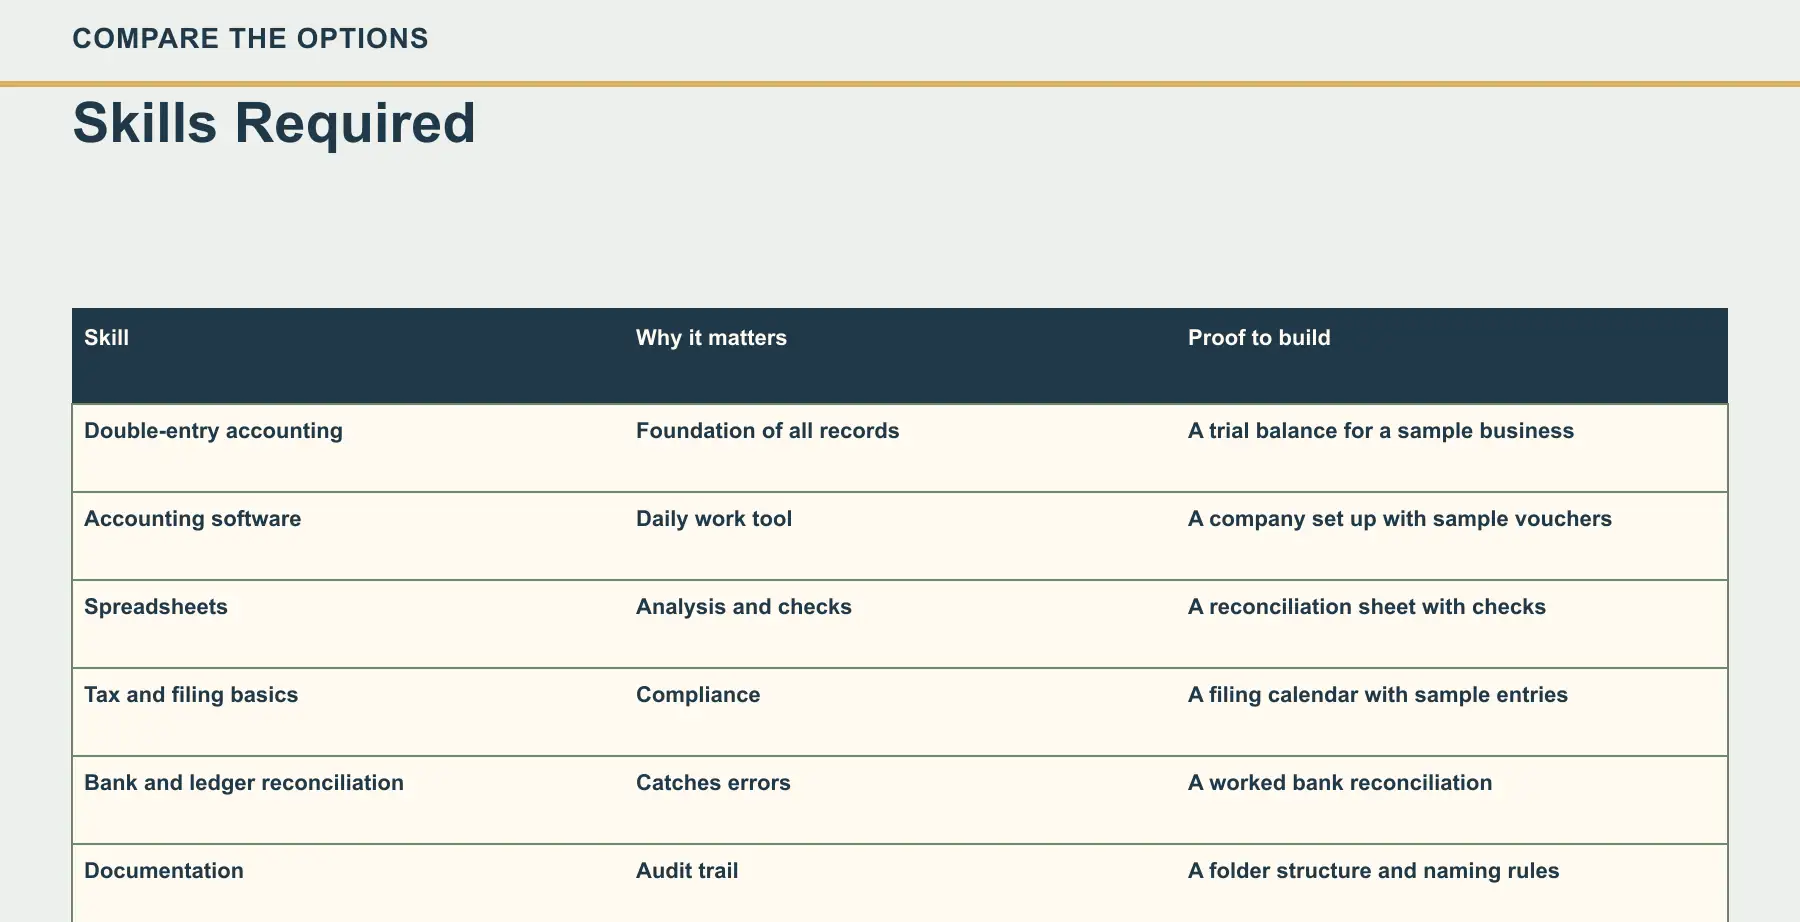 COMPARE THE OPTIONS
Skills Required
Skill Why it matters Proof to build
Double-entry accounting Foundation of all records A trial balance for a sample business
Accounting software Daily work tool A company set up with sample vouchers
Spreadsheets Analysis and checks A reconciliation sheet with checks
Tax and filing basics Compliance A filing calendar with sample entries
Bank and ledger reconciliation Catches errors A worked bank reconciliation
Documentation Audit trail A folder structure and naming rules